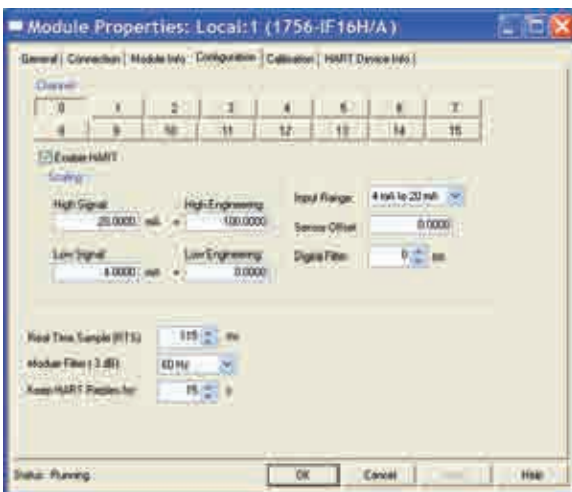 Module Properties: Local:1 (1756-IF16H/A)
General Connection Module Info Configuration Calibration HART Device Info
Channel
0 1 2 3 4 5 6 7
8 9 10 11 12 13 14 15
Enable HART
Scaling
High Signal High Engineering Input Range: 4 mA to 20 mA
20.0000 mA = 100.0000 Sensor Offset 0.0000
Low Signal Low Engineering Digital Filter: 0 ms
4.0000 mA = 0.0000
Real Time Sample (RTS): ms
Module Filter (-3 dB): 60 Hz
Keep HART Replies for: 15 s
Status: Running OK Cancel Help